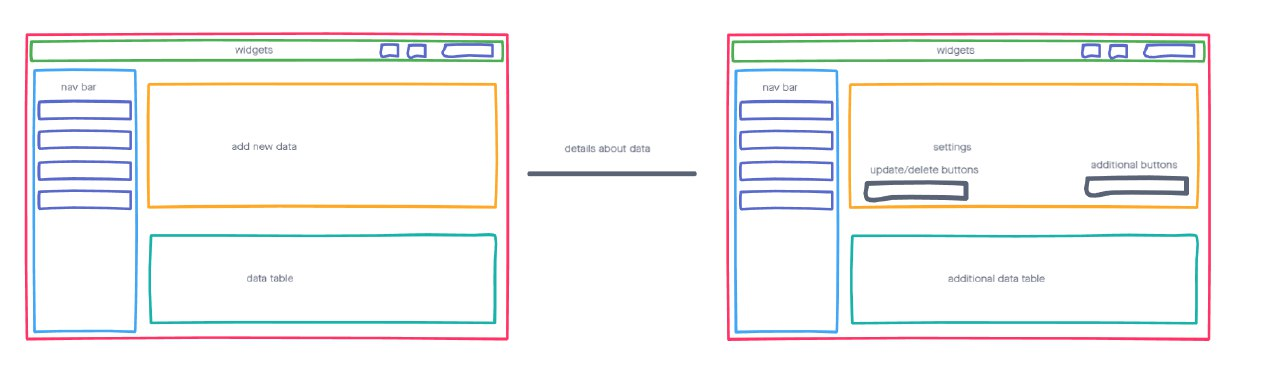 widgets
nav bar
add new data
data table
details about data
widgets
nav bar
settings
update/delete buttons
additional buttons
additional data table